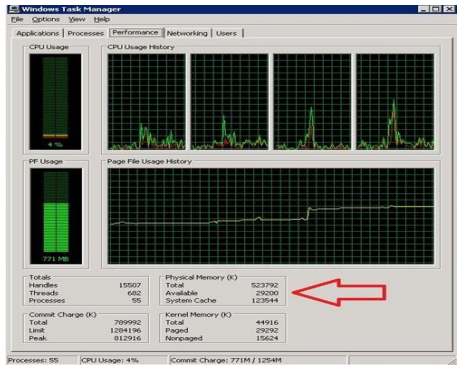 Windows Task Manager
File Options View Help
Applications Processes Performance Networking Users
CPU Usage
CPU Usage History
4 %
PF Usage
Page File Usage History
771 MB
Totals
Handles 15507
Threads 682
Processes 55
Physical Memory (K)
Total 523792
Available 29200
System Cache 123544
Commit Charge (K)
Total 789992
Limit 1284196
Peak 812916
Kernel Memory (K)
Total 44916
Paged 29292
Nonpaged 15624
Processes: 55 CPU Usage: 4% Commit Charge: 771M / 1254M